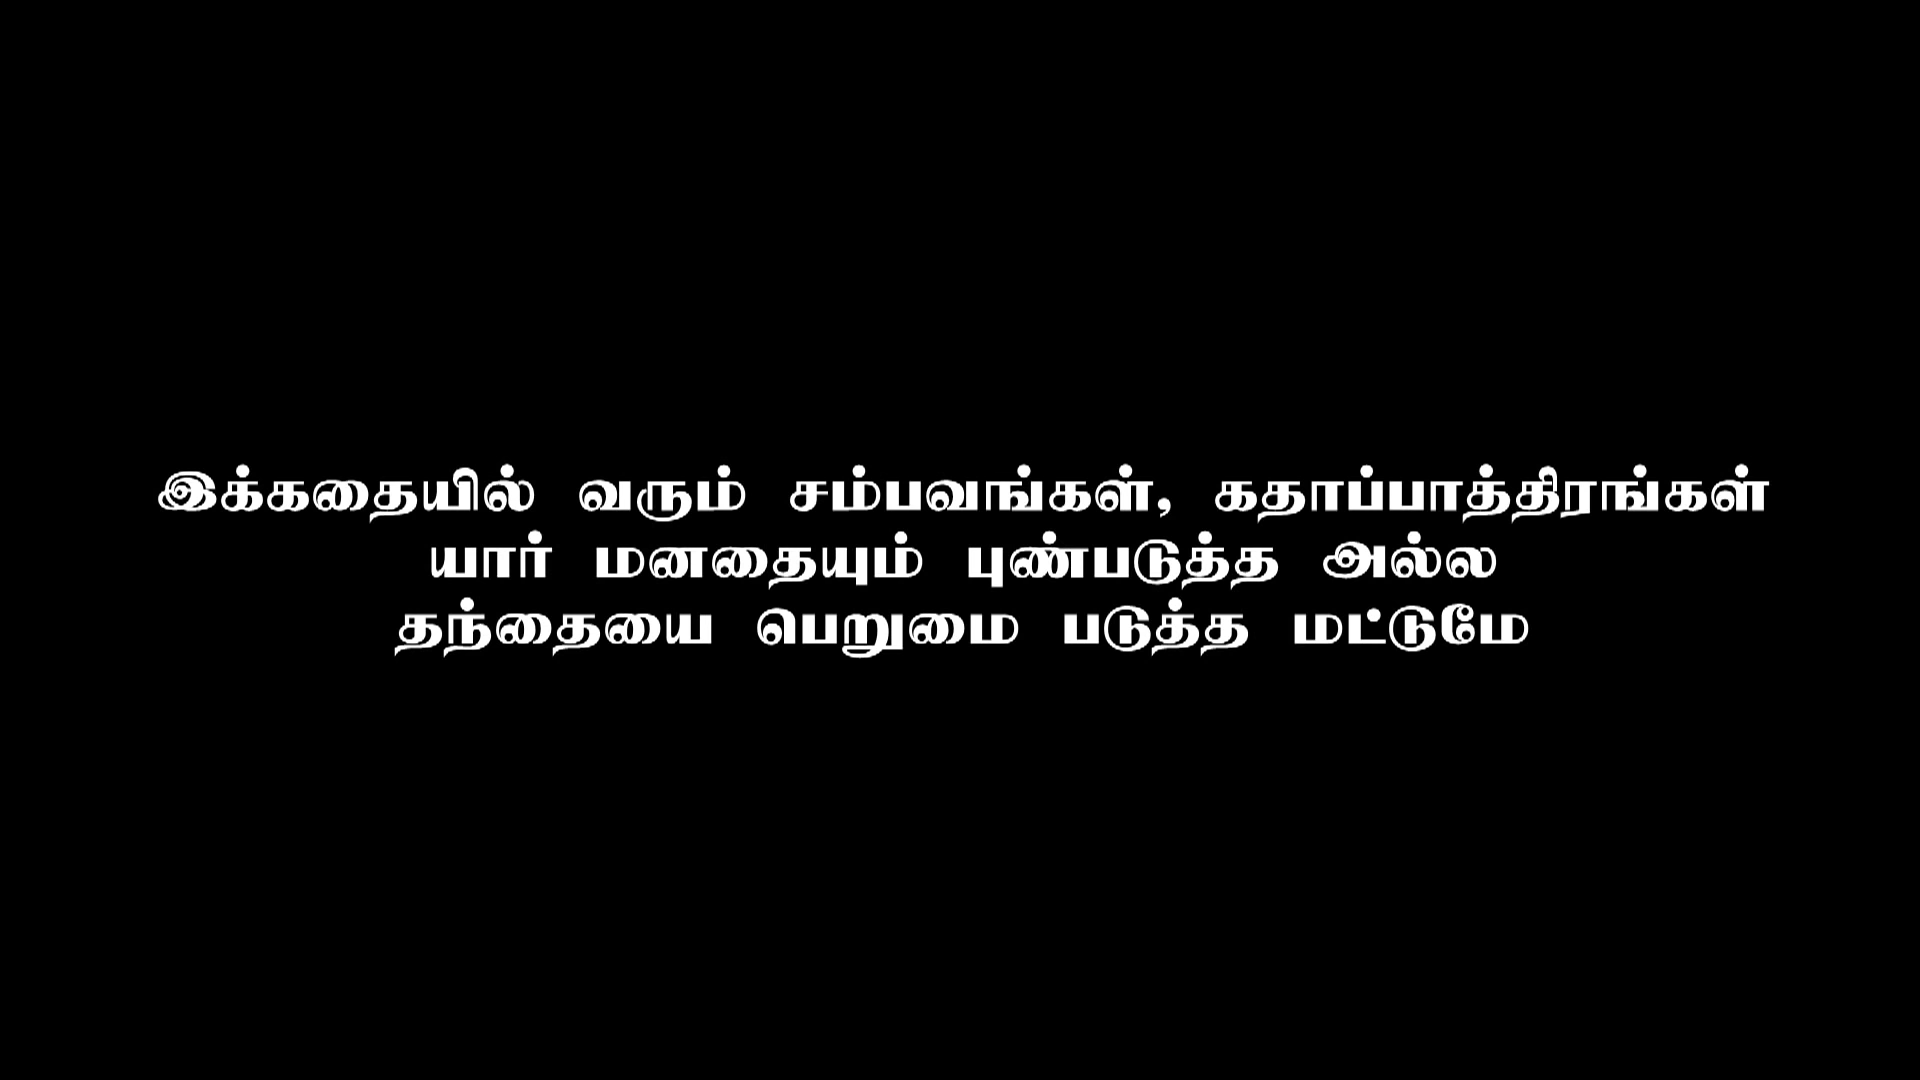 இக்கதையில் வரும் சம்பவங்கள், கதாப்பாத்திரங்கள்
யார் மனதையும் புண்படுத்த அல்ல
தந்தையை பெறுமை படுத்த மட்டுமே